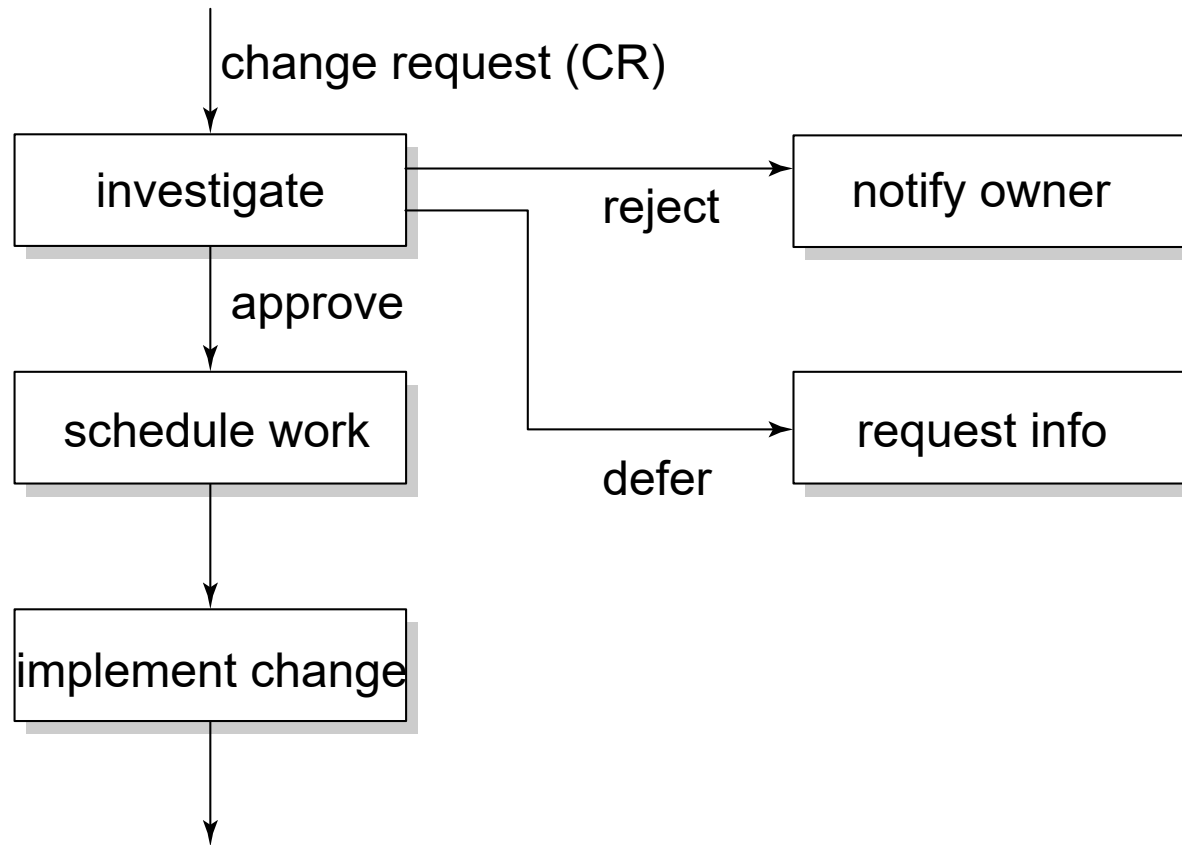 change request (CR)
investigate
reject
notify owner
approve
schedule work
request info
defer
implement change